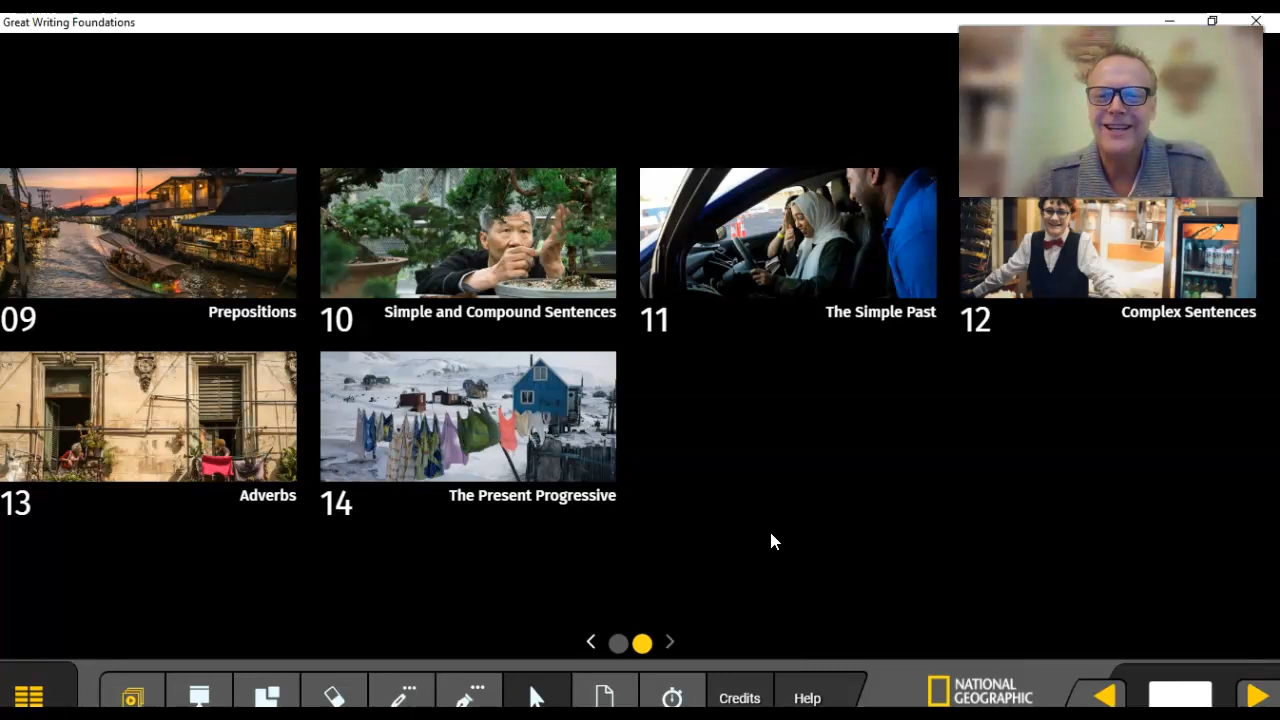 Great Writing Foundations
09 Prepositions
10 Simple and Compound Sentences
11 The Simple Past
12 Complex Sentences
13 Adverbs
14 The Present Progressive
Credits
Help
NATIONAL
GEOGRAPHIC